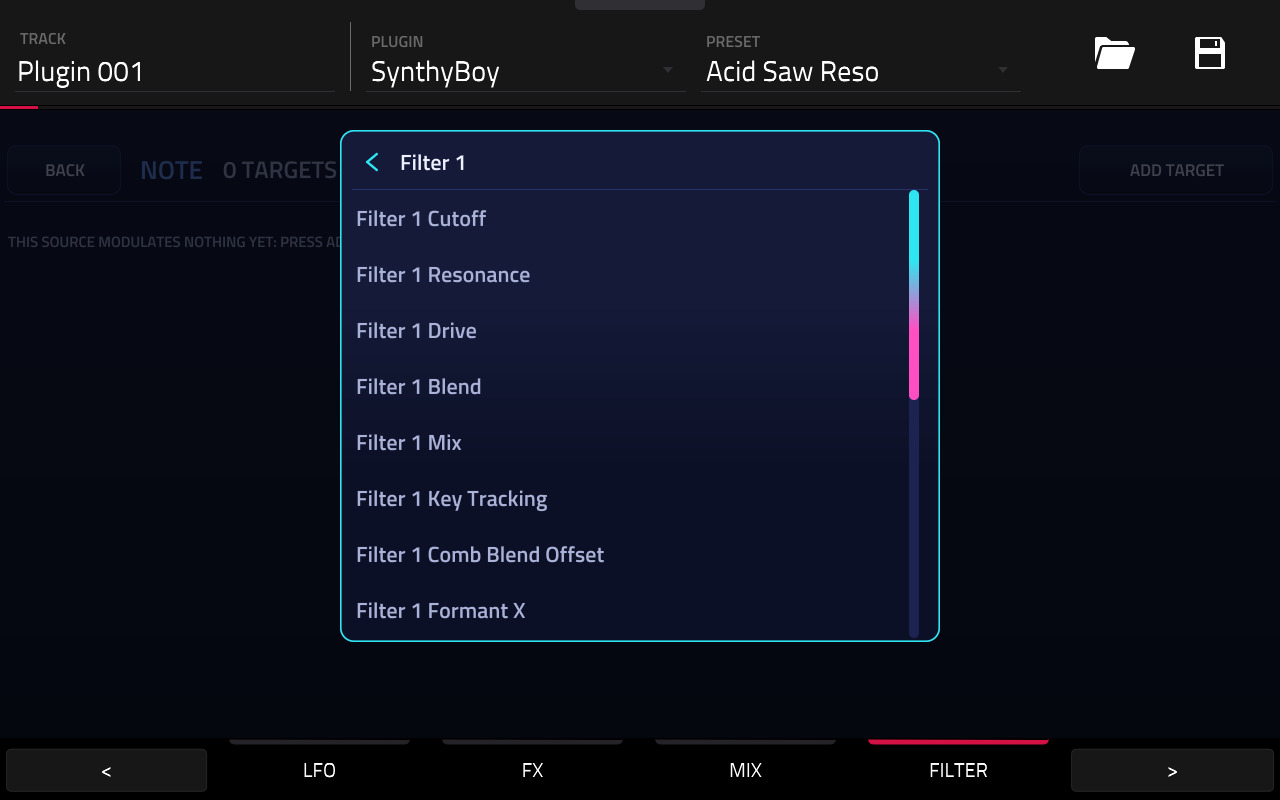 TRACK
Plugin 001
PLUGIN
SynthyBoy
PRESET
Acid Saw Reso
BACK
NOTE
0 TARGETS
ADD TARGET
THIS SOURCE MODULATES NOTHING YET: PRESS
Filter 1
Filter 1 Cutoff
Filter 1 Resonance
Filter 1 Drive
Filter 1 Blend
Filter 1 Mix
Filter 1 Key Tracking
Filter 1 Comb Blend Offset
Filter 1 Formant X
<
LFO
FX
MIX
FILTER
>